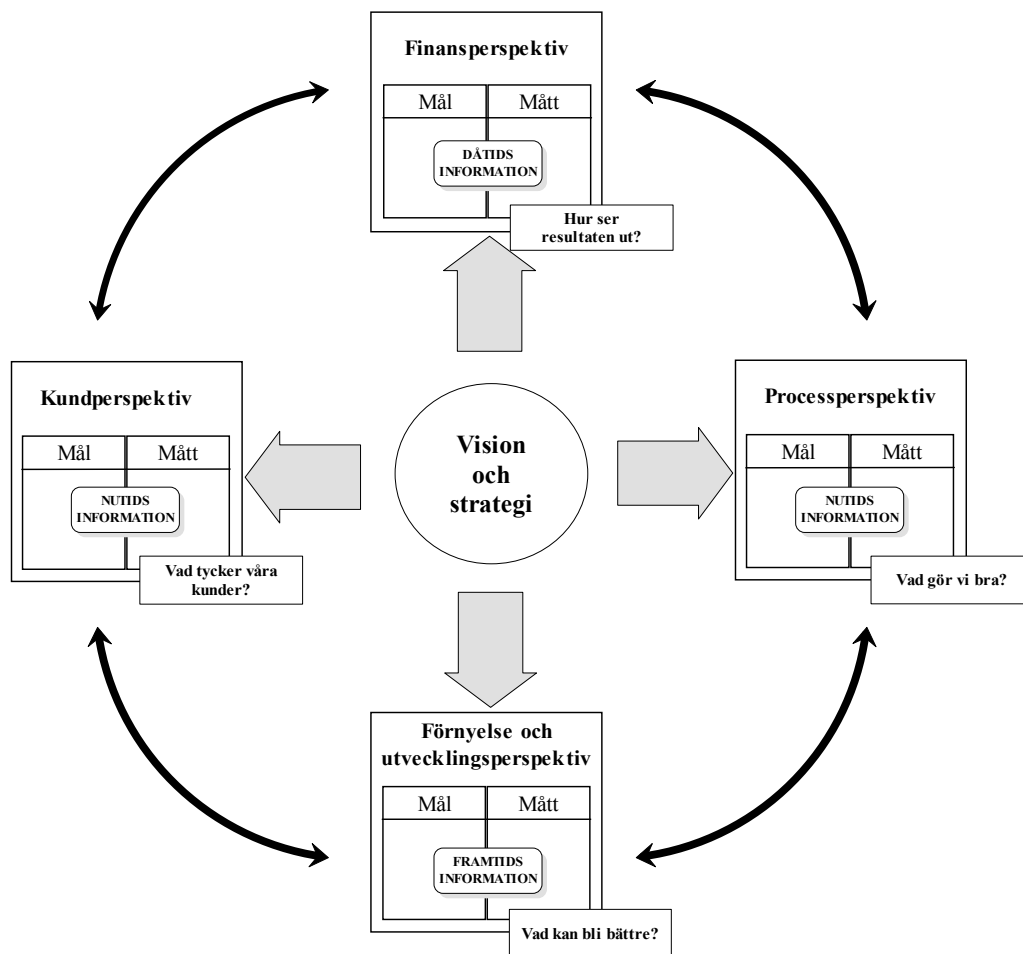 Finansperspektiv
Mål
Mått
DÅTIDS
INFORMATION
Hur ser
resultaten ut?
Kundperspektiv
Mål
Mått
NUTIDS
INFORMATION
Vad tycker våra
kunder?
Vision
och
strategi
Processperspektiv
Mål
Mått
NUTIDS
INFORMATION
Vad gör vi bra?
Förnyelse och
utvecklingsperspektiv
Mål
Mått
FRAMTIDS
INFORMATION
Vad kan bli bättre?